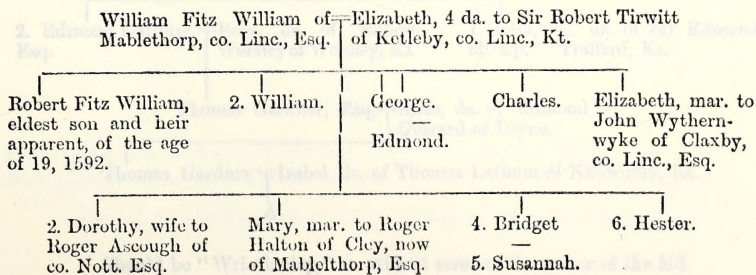 William Fitz William of=Elizabeth, 4 da. to Sir Robert Tirwitt
Mablethorp, co. Linc., Esq. of Ketleby, co. Linc., Kt.
Robert Fitz William,
eldest son and heir
apparent, of the age
of 19, 1592.
2. William.
George.
—
Edmond.
Charles.
Elizabeth, mar. to
John Wythern-
wyke of Claxby,
co. Linc., Esq.
2. Dorothy, wife to
Roger Ascough of
co. Nott. Esq.
Mary, mar. to Roger
Halton of Cley, now
of Mabgelthorp, Esq.
4. Bridget
—
5. Susannah.
6. Hester.